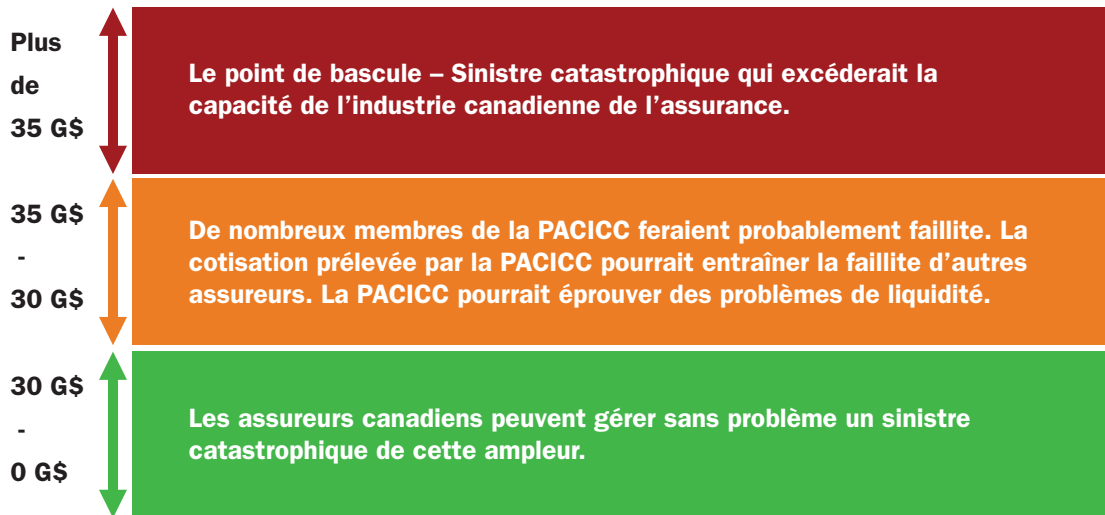 Plus
de
35 G$
Le point de bascule – Sinistre catastrophique qui excéderait la
capacité de l’industrie canadienne de l’assurance.
35 G$
-
30 G$
De nombreux membres de la PACICC feraient probablement faillite. La
cotisation prélevée par la PACICC pourrait entraîner la faillite d’autres
assureurs. La PACICC pourrait éprouver des problèmes de liquidité.
30 G$
-
0 G$
Les assureurs canadiens peuvent gérer sans problème un sinistre
catastrophique de cette ampleur.